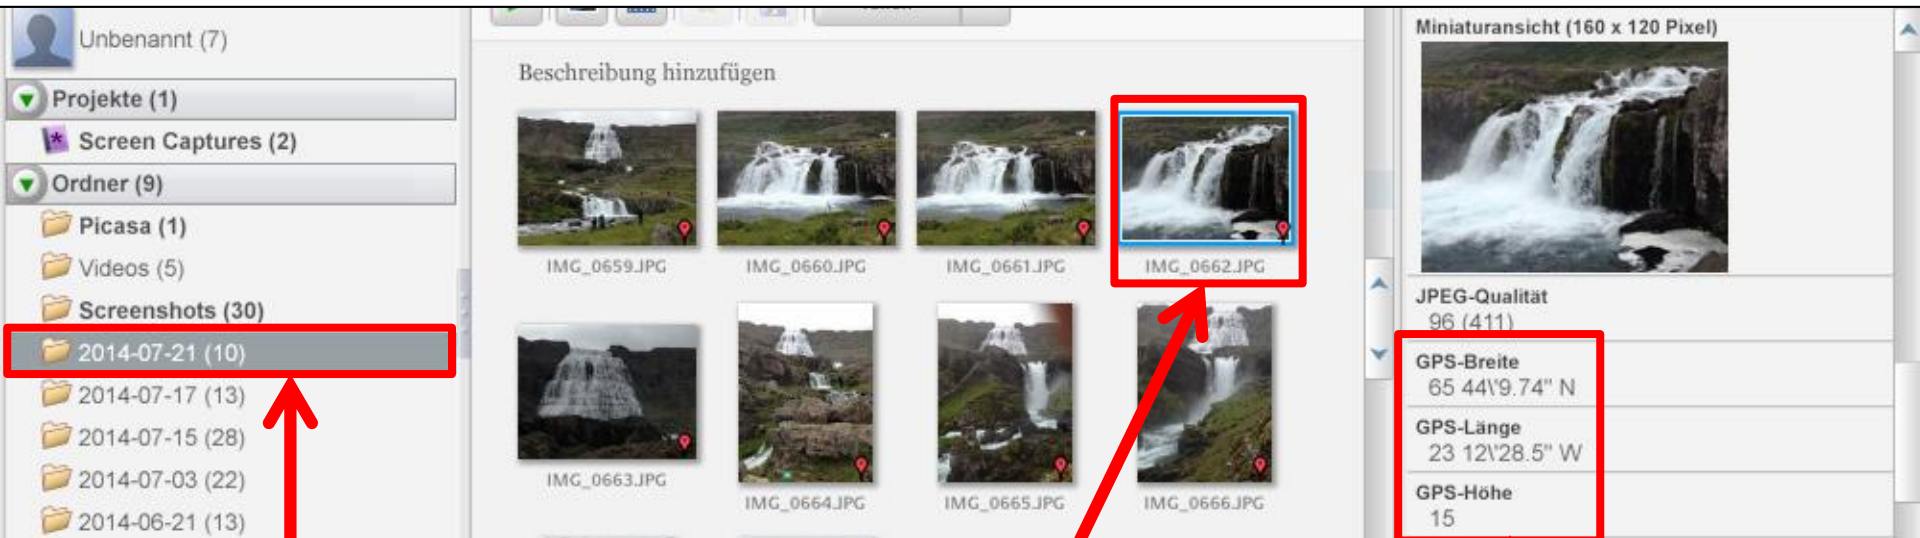 Unbenannt (7)
Projekte (1)
Screen Captures (2)
Ordner (9)
Picasa (1)
Videos (5)
Screenshots (30)
2014-07-21 (10)
2014-07-17 (13)
2014-07-15 (28)
2014-07-03 (22)
2014-06-21 (13)
Beschreibung hinzufügen
IMG_0659.JPG
IMG_0660.JPG
IMG_0661.JPG
IMG_0662.JPG
IMG_0663.JPG
IMG_0664.JPG
IMG_0665.JPG
IMG_0666.JPG
Miniaturansicht (160 x 120 Pixel)
JPEG-Qualität
96 (411)
GPS-Breite
65 44\'9.74" N
GPS-Länge
23 12\'28.5" W
GPS-Höhe
15